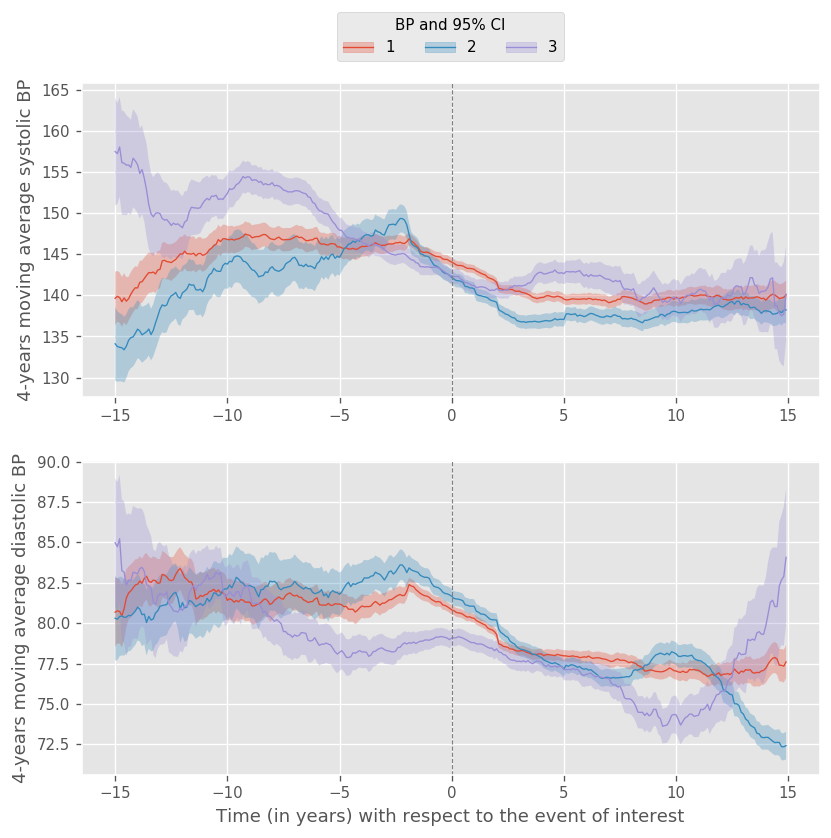 BP and 95% CI
1 2 3
4-years moving average systolic BP
165
160
155
150
145
140
135
130
−15 −10 −5 0 5 10 15
4-years moving average diastolic BP
90.0
87.5
85.0
82.5
80.0
77.5
75.0
72.5
−15 −10 −5 0 5 10 15
Time (in years) with respect to the event of interest